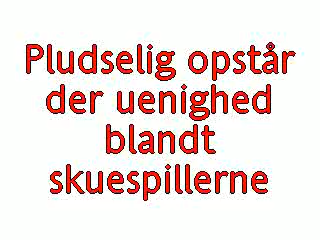 Pludselig opstår
der uenighed
blandt
skuespillerne